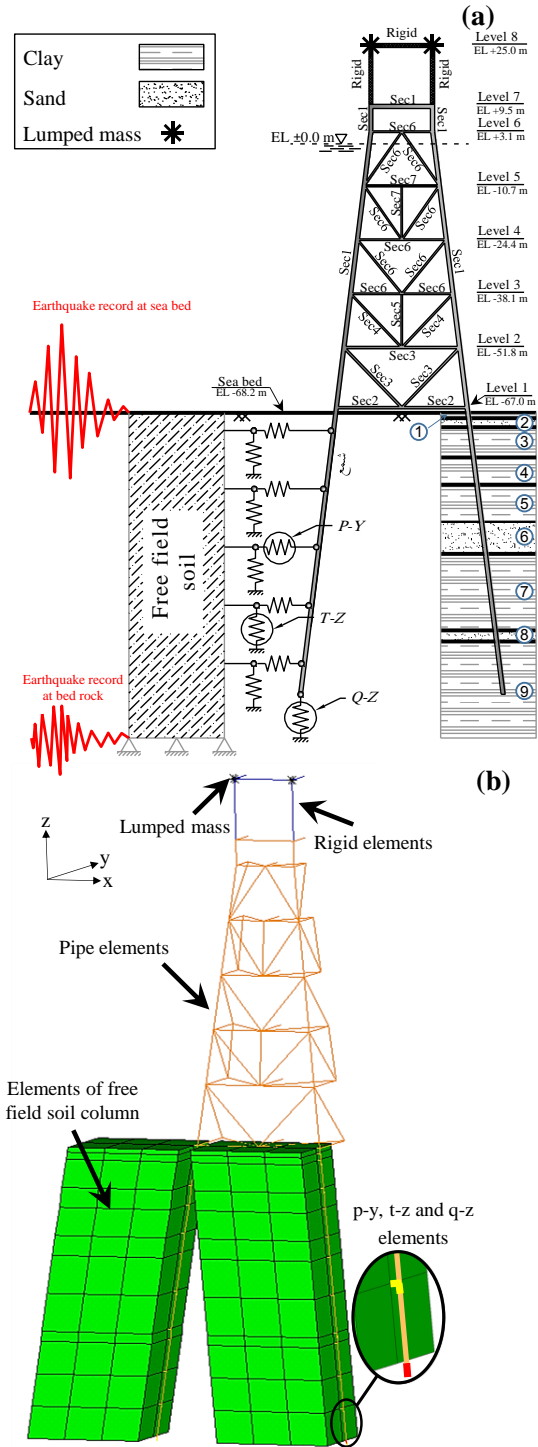 (a)
Clay
Sand
Lumped mass
Rigid
Rigid
Rigid
Level 8
EL +25.0 m
Sec1
Sec1
Sec1
Level 7
EL +9.5 m
Level 6
EL +3.1 m
EL ±0.0 m
Sec6
Sec6
Sec6
Sec7
Level 5
EL -10.7 m
Sec6
Sec7
Sec6
Sec6
Level 4
EL -24.4 m
Sec1
Sec6
Sec6
Sec1
Sec6
Sec6
Level 3
EL -38.1 m
Sec4
Sec5
Sec4
Sec3
Level 2
EL -51.8 m
Sec3
Sec3
Sec2
Sec2
Level 1
EL -67.0 m
Earthquake record at sea bed
Sea bed
EL -68.2 m
1
2
3
4
5
6
7
8
9
شمع
P-Y
T-Z
Q-Z
Free field
soil
Earthquake record
at bed rock
(b)
Lumped mass
Rigid elements
z
y
x
Pipe elements
Elements of free
field soil column
p-y, t-z and q-z
elements